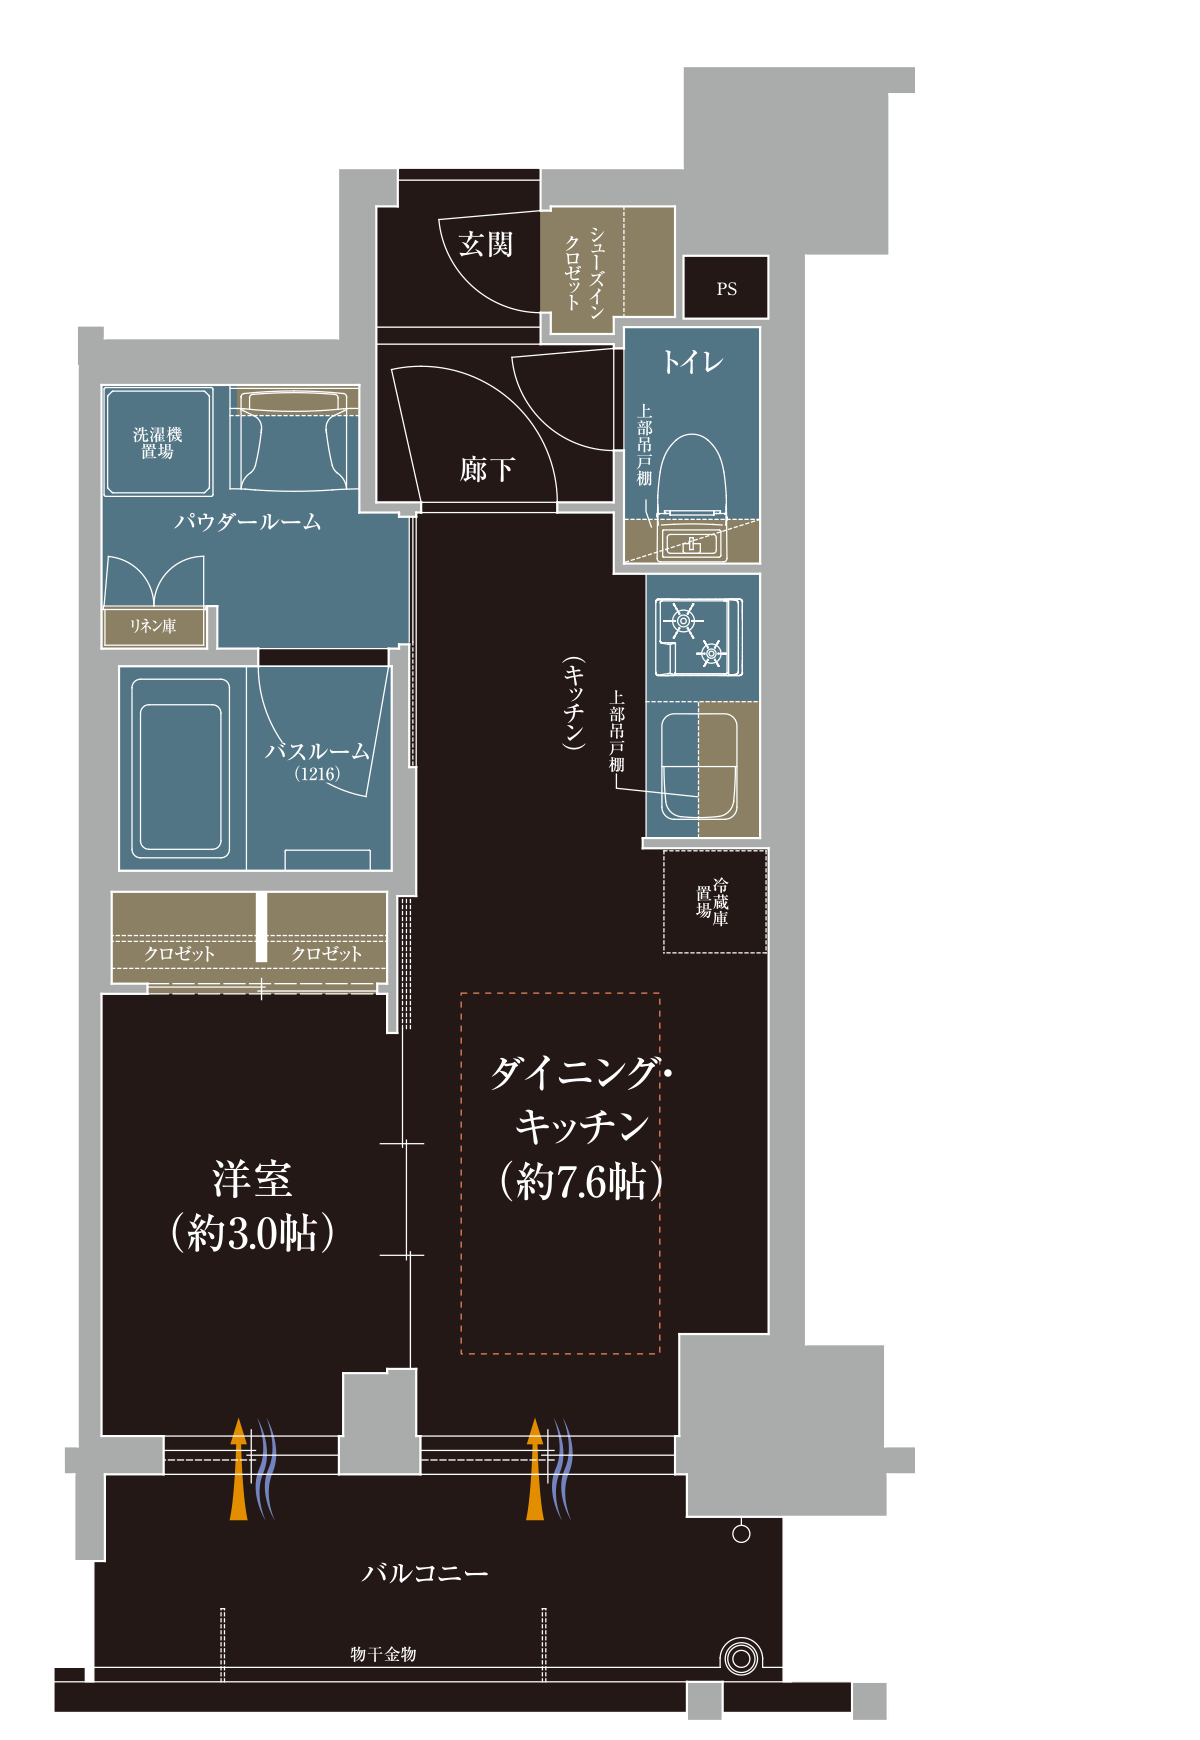 玄関
シューズイン
クロゼット
PS
トイレ
上部吊戸棚
洗濯機
置場
廊下
パウダールーム
リネン庫
(キッチン)
上部吊戸棚
バスルーム
(1216)
冷蔵庫
置場
クロゼット
クロゼット
ダイニング・
キッチン
(約7.6帖)
洋室
(約3.0帖)
バルコニー
物干金物